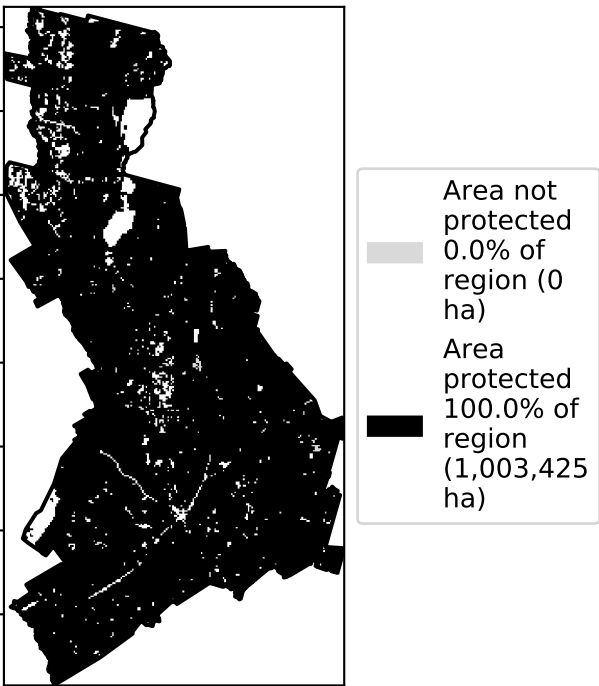 Area not
protected
0.0% of
region (0
ha)
Area
protected
100.0% of
region
(1,003,425
ha)